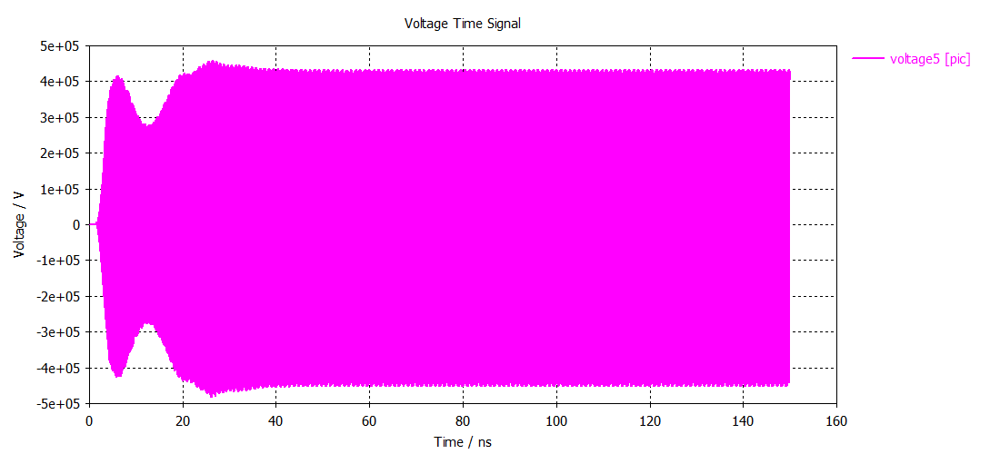 Voltage Time Signal
voltage5 [pic]
5e+05
4e+05
3e+05
2e+05
1e+05
0
-1e+05
-2e+05
-3e+05
-4e+05
-5e+05
Voltage / V
0 20 40 60 80 100 120 140 160
Time / ns